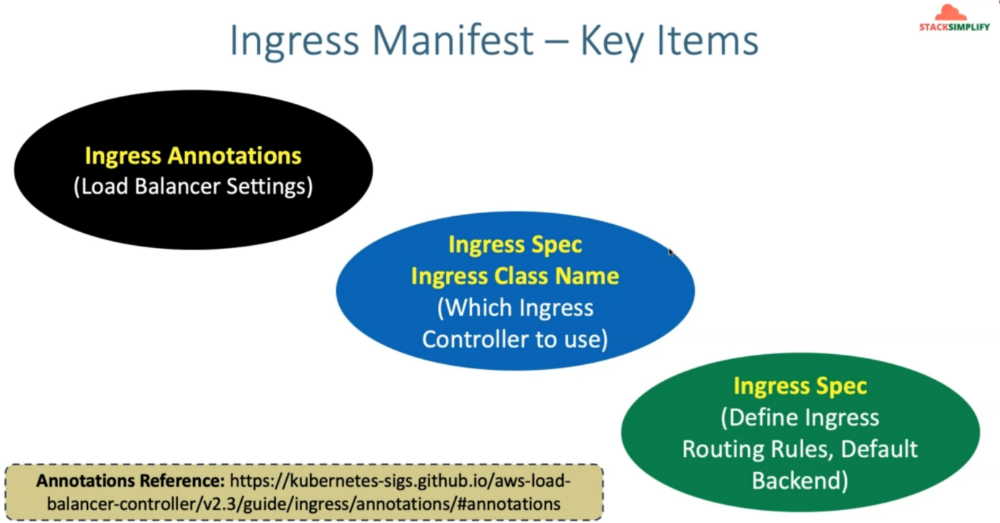 STACKSIMPLIFY
Ingress Manifest – Key Items
Ingress Annotations
(Load Balancer Settings)
Ingress Spec
Ingress Class Name
(Which Ingress
Controller to use)
Ingress Spec
(Define Ingress
Routing Rules, Default
Backend)
Annotations Reference: https://kubernetes-sigs.github.io/aws-load-
balancer-controller/v2.3/guide/ingress/annotations/#annotations